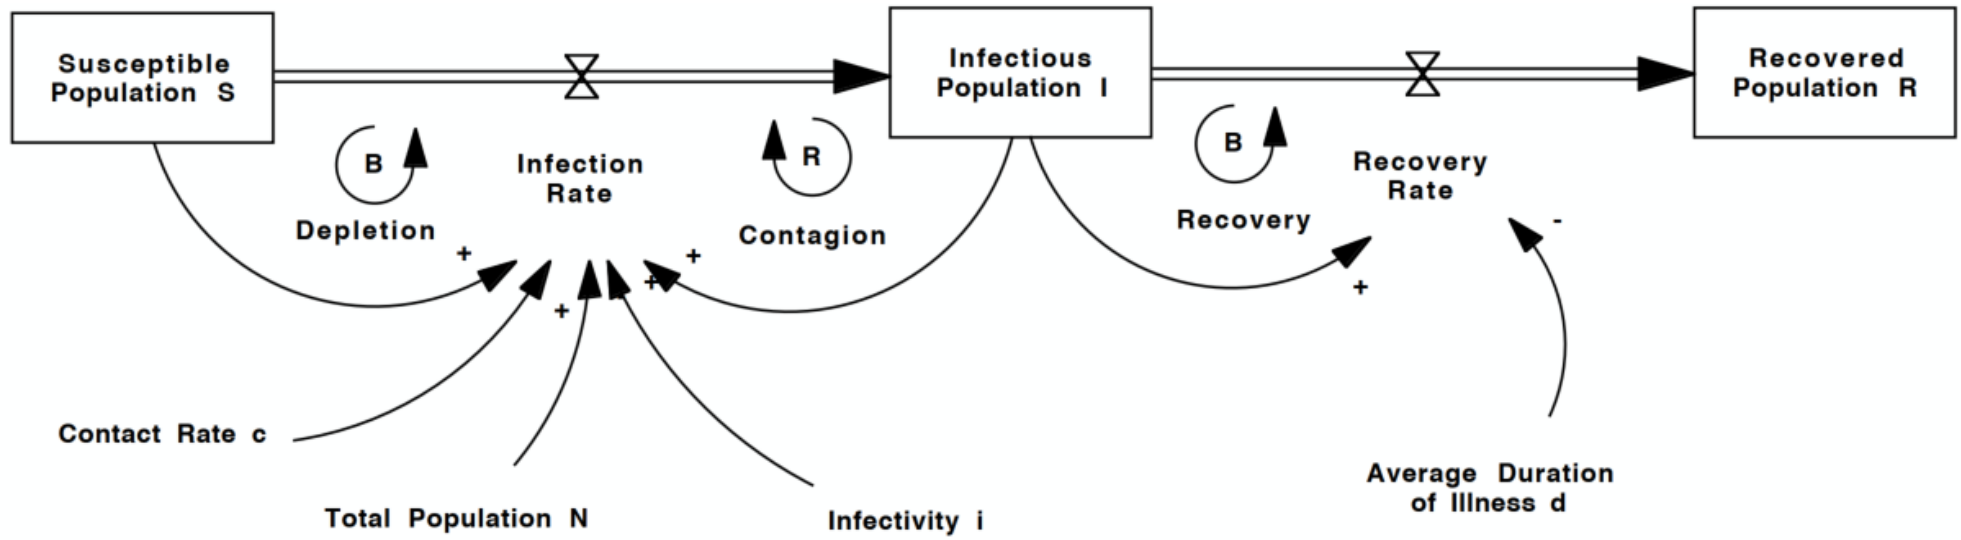 Susceptible
Population S
Infectious
Population I
Recovered
Population R
B
Depletion
Infection
Rate
R
Contagion
B
Recovery
Recovery
Rate
+
+
+
+
+
-
Contact Rate c
Total Population N
Infectivity i
Average Duration
of Illness d